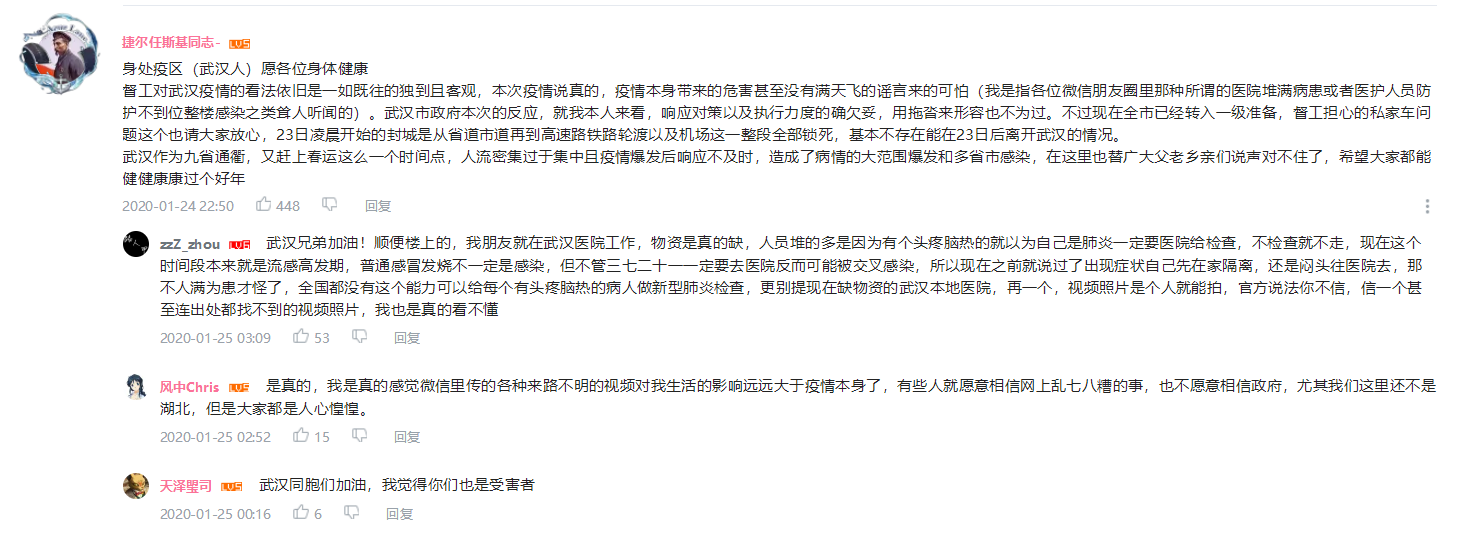 捷尔任斯基同志- LV5
身处疫区（武汉人）愿各位身体健康
督工对武汉疫情的看法依旧是一如既往的独到且客观，本次疫情说真的，疫情本身带来的危害甚至没有满天飞的谣言来的可怕（我是指各位微信朋友圈里那种所谓的医院堆满病患或者医护人员防
护不到位整楼感染之类耸人听闻的）。武汉市政府本次的反应，就我本人来看，响应对策以及执行力度的确欠妥，用拖沓来形容也不为过。不过现在全市已经转入一级准备，督工担心的私家车问
题这个也请大家放心，23日凌晨开始的封城是从省道市道再到高速路铁路轮渡以及机场这一整段全部锁死，基本不存在能在23日后离开武汉的情况。
武汉作为九省通衢，又赶上春运这么一个时间点，人流密集过于集中且疫情爆发后响应不及时，造成了病情的大范围爆发和多省市感染，在这里也替广大父老乡亲们说声对不住了，希望大家都能
健健康康过个好年
2020-01-24 22:50 448 回复
zzZ_zhou LV6 武汉兄弟加油！顺便楼上的，我朋友就在武汉医院工作，物资是真的缺，人员堆的多是因为有个头疼脑热的就以为自己是肺炎一定要医院给检查，不检查就不走，现在这个
时间段本来就是流感高发期，普通感冒发烧不一定是感染，但不管三七二十一一定要去医院反而可能被交叉感染，所以现在之前就说过了出现症状自己先在家隔离，还是闷头往医院去，那
不人满为患才怪了，全国都没有这个能力可以给每个有头疼脑热的病人做新型肺炎检查，更别提现在缺物资的武汉本地医院，再一个，视频照片是个人就能拍，官方说法你不信，信一个甚
至连出处都找不到的视频照片，我也是真的看不懂
2020-01-25 03:09 53 回复
风中Chris LV5 是真的，我是真的感觉微信里传的各种来路不明的视频对我生活的影响远远大于疫情本身了，有些人就愿意相信网上乱七八糟的事，也不愿意相信政府，尤其我们这里还不是
湖北，但是大家都是人心惶惶。
2020-01-25 02:52 15 回复
天泽曌司 LV5 武汉同胞们加油，我觉得你们也是受害者
2020-01-25 00:16 6 回复